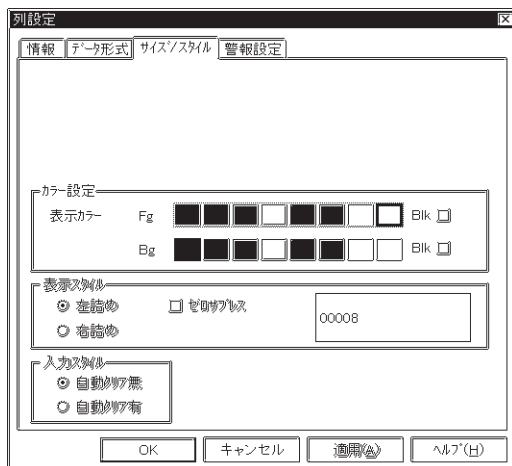 列設定
情報 ﾃﾞｰﾀ形式 ｻｲｽﾞ/ｽﾀｲﾙ 警報設定
ｶﾗｰ設定
表示ｶﾗｰ Fg Blk
Bg Blk
表示ｽﾀｲﾙ
左詰め ｾﾞﾛｻﾌﾟﾚｽ
00008
右詰め
入力ｽﾀｲﾙ
自動ｸﾘｱ無
自動ｸﾘｱ有
OK キャンセル 適用(A) ﾍﾙﾌﾟ(H)